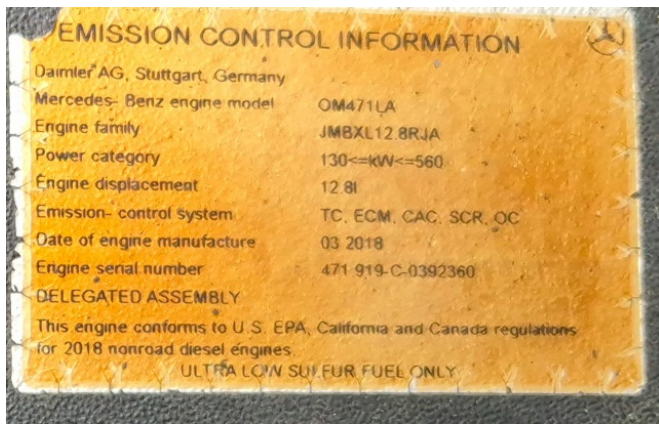 EMISSION CONTROL INFORMATION
Daimler AG, Stuttgart, Germany
Mercedes- Benz engine model OM471LA
Engine family JMBXL12.8RJA
Power category 130<=kW<=560
Engine displacement 12.8l
Emission- control system TC, ECM, CAC, SCR, OC
Date of engine manufacture 03 2018
Engine serial number 471 919-C-0392360
DELEGATED ASSEMBLY
This engine conforms to U.S. EPA, California and Canada regulations
for 2018 nonroad diesel engines.
ULTRA LOW SULFUR FUEL ONLY